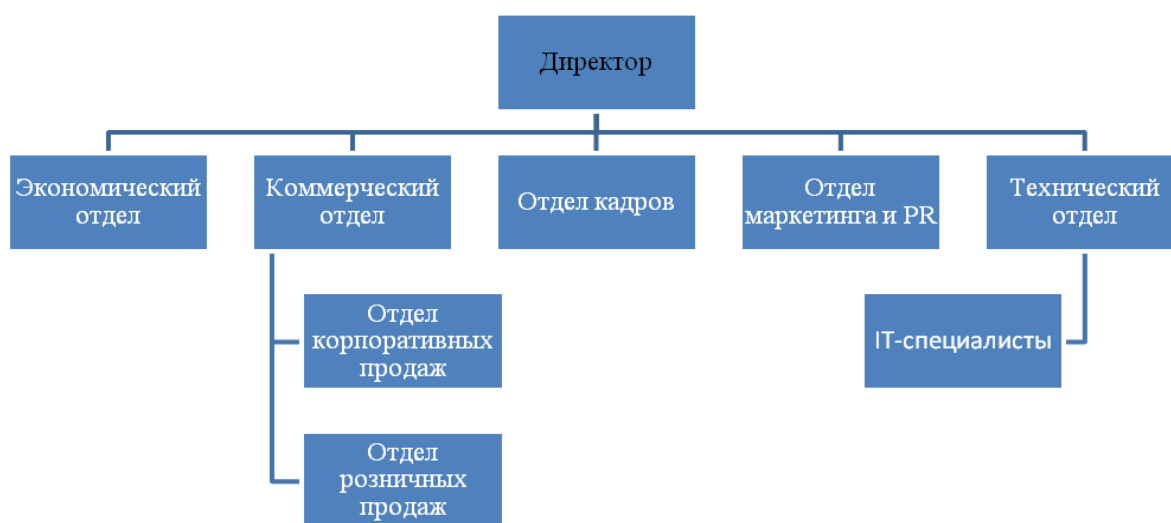 Директор
Экономический
отдел
Коммерческий
отдел
Отдел кадров
Отдел
маркетинга и PR
Технический
отдел
Отдел
корпоративных
продаж
IT-специалисты
Отдел
розничных
продаж